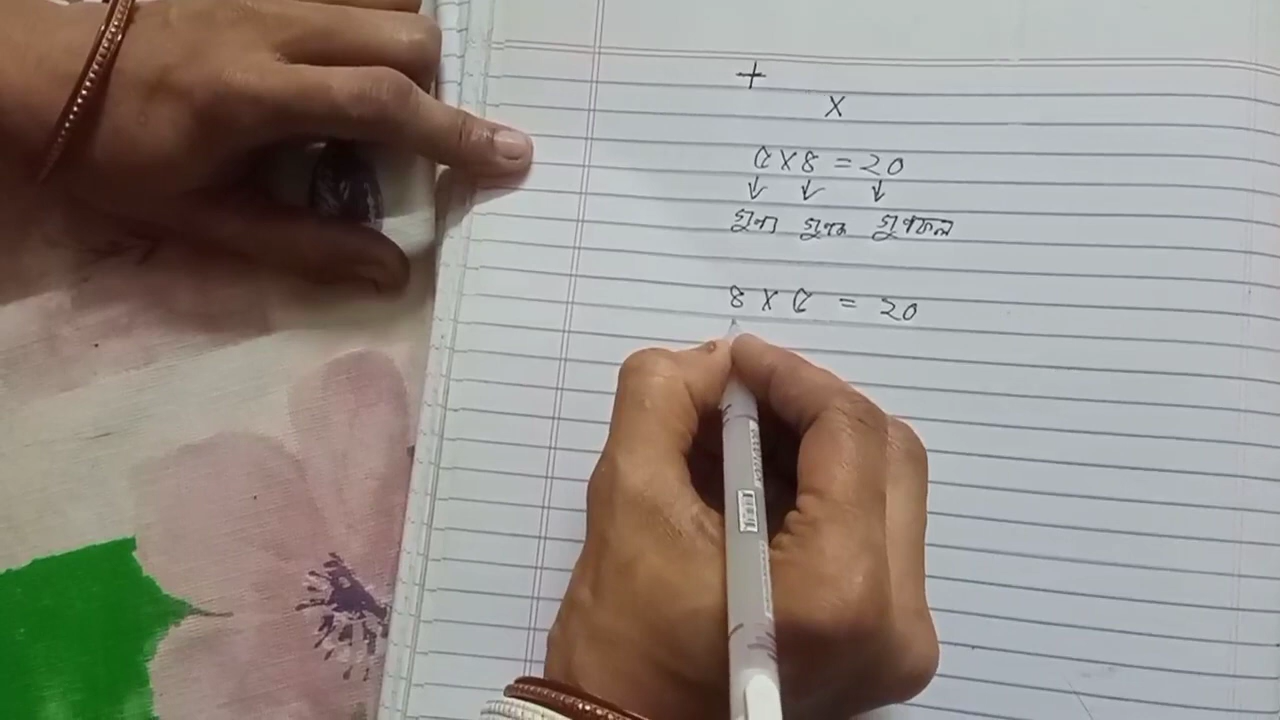 +
×
৫ × ৪ = ২০
↓ ↓ ↓
গুণ্য গুণক গুণফল
৪ × ৫ = ২০